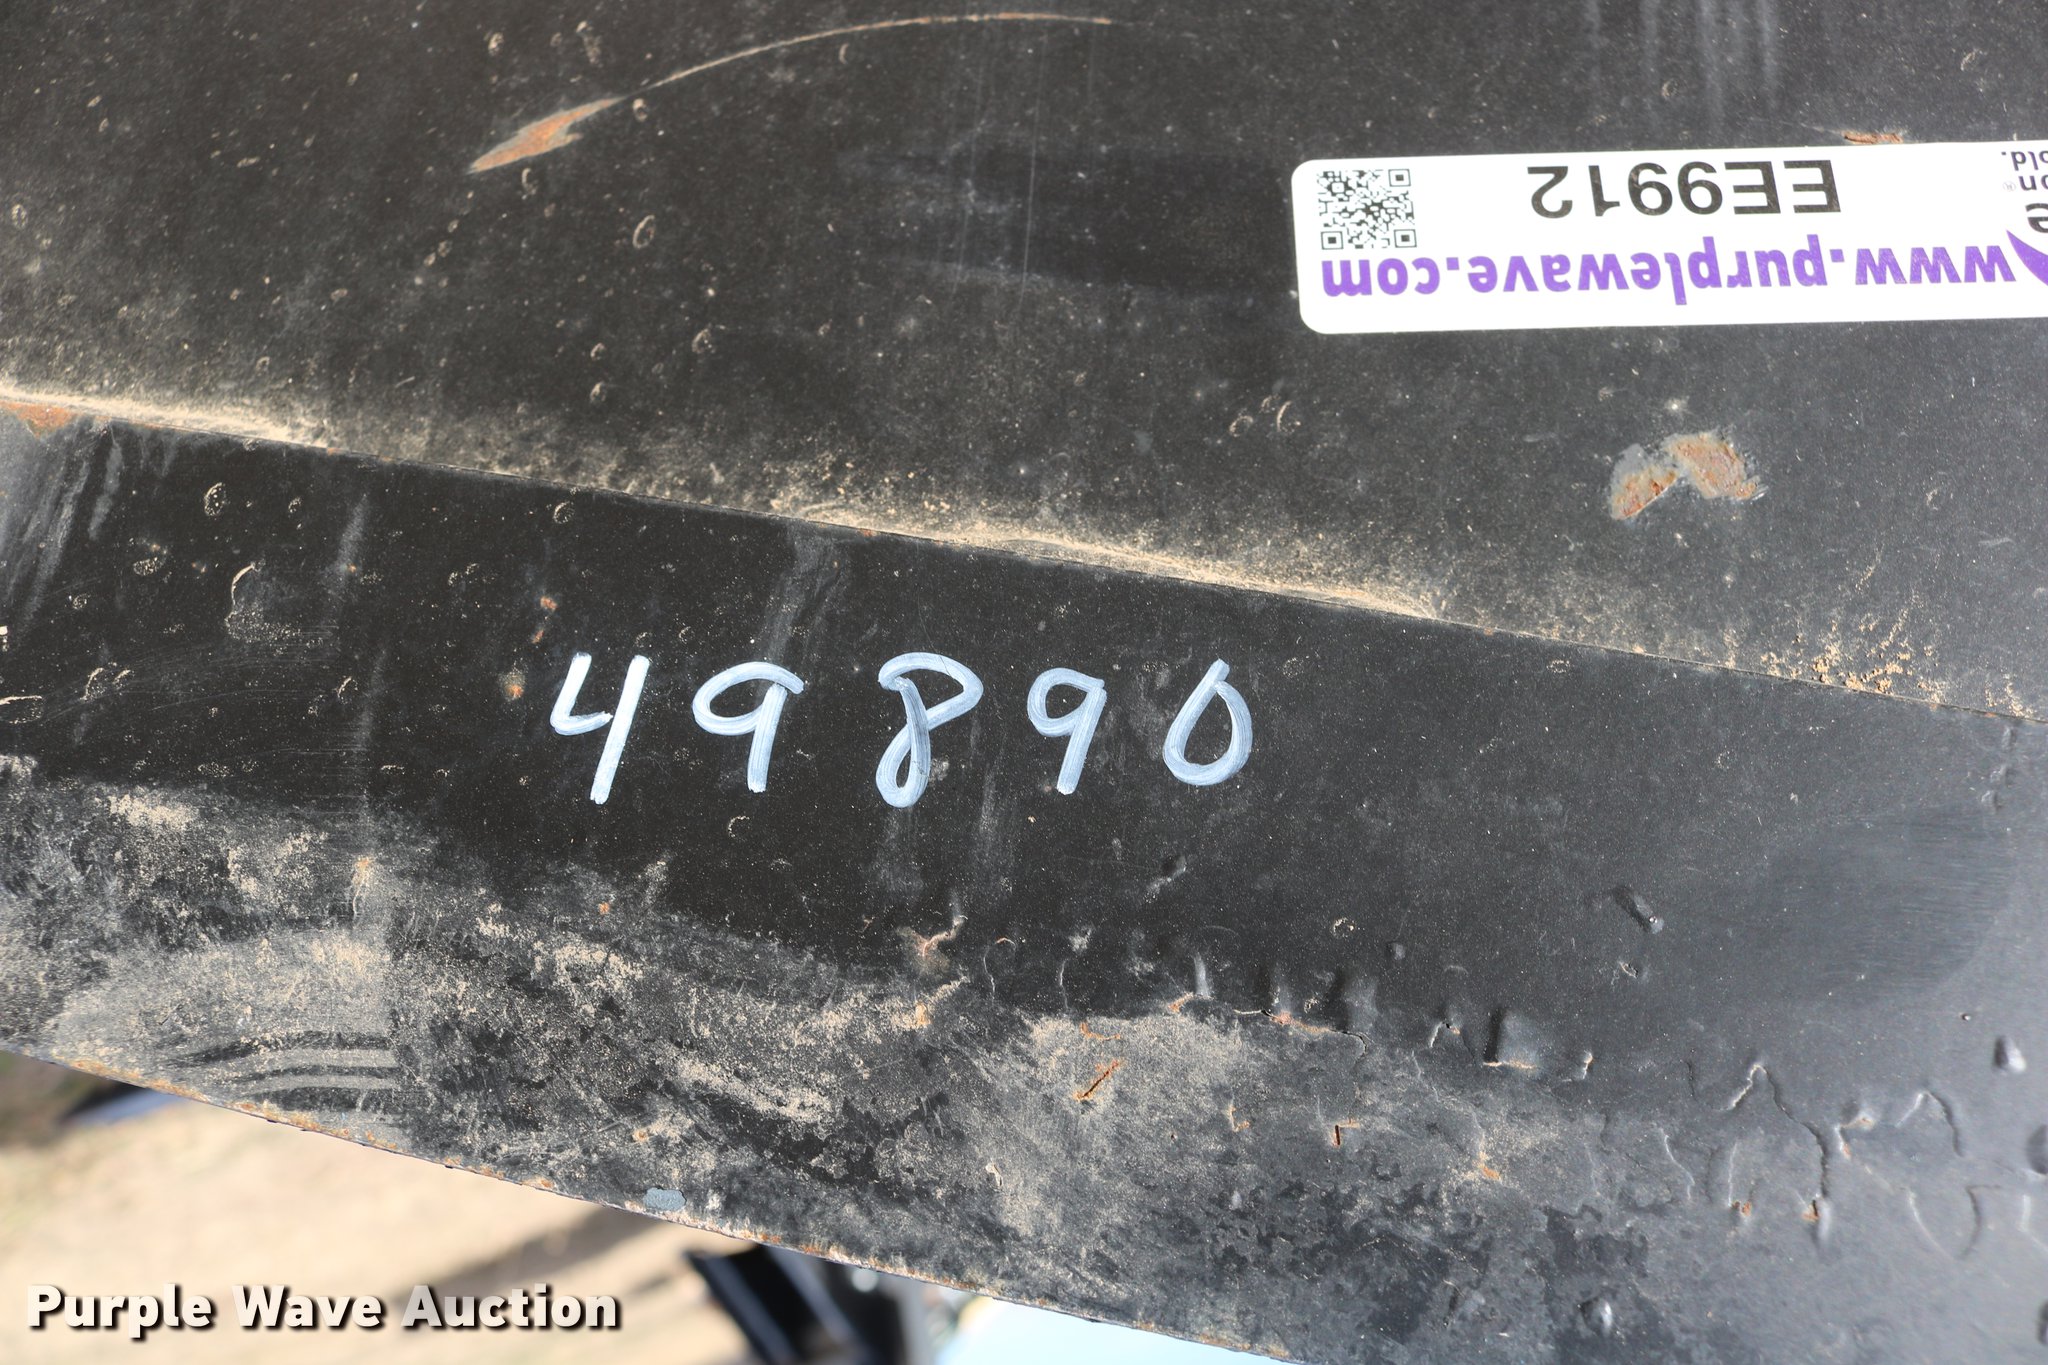 EE9912
www.purplewave.com
49890
Purple Wave Auction